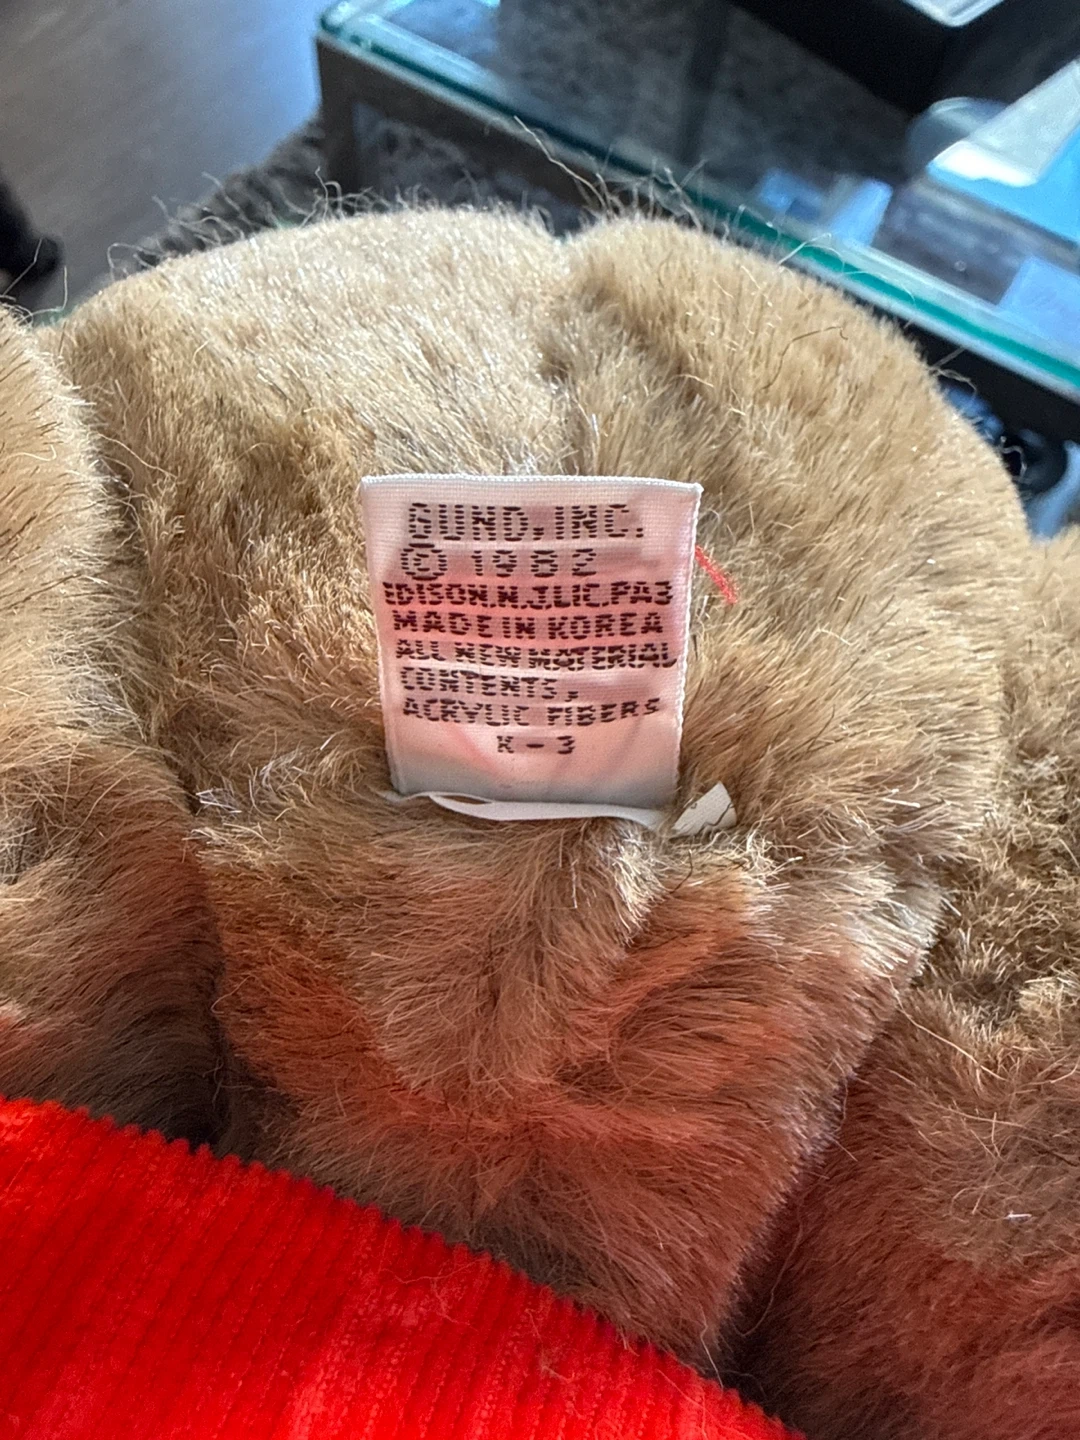 GUND, INC.
© 1982
EDISON, N.J. LIC. PA3
MADE IN KOREA
ALL NEW MATERIAL
CONTENTS,
ACRYLIC FIBERS
K - 3